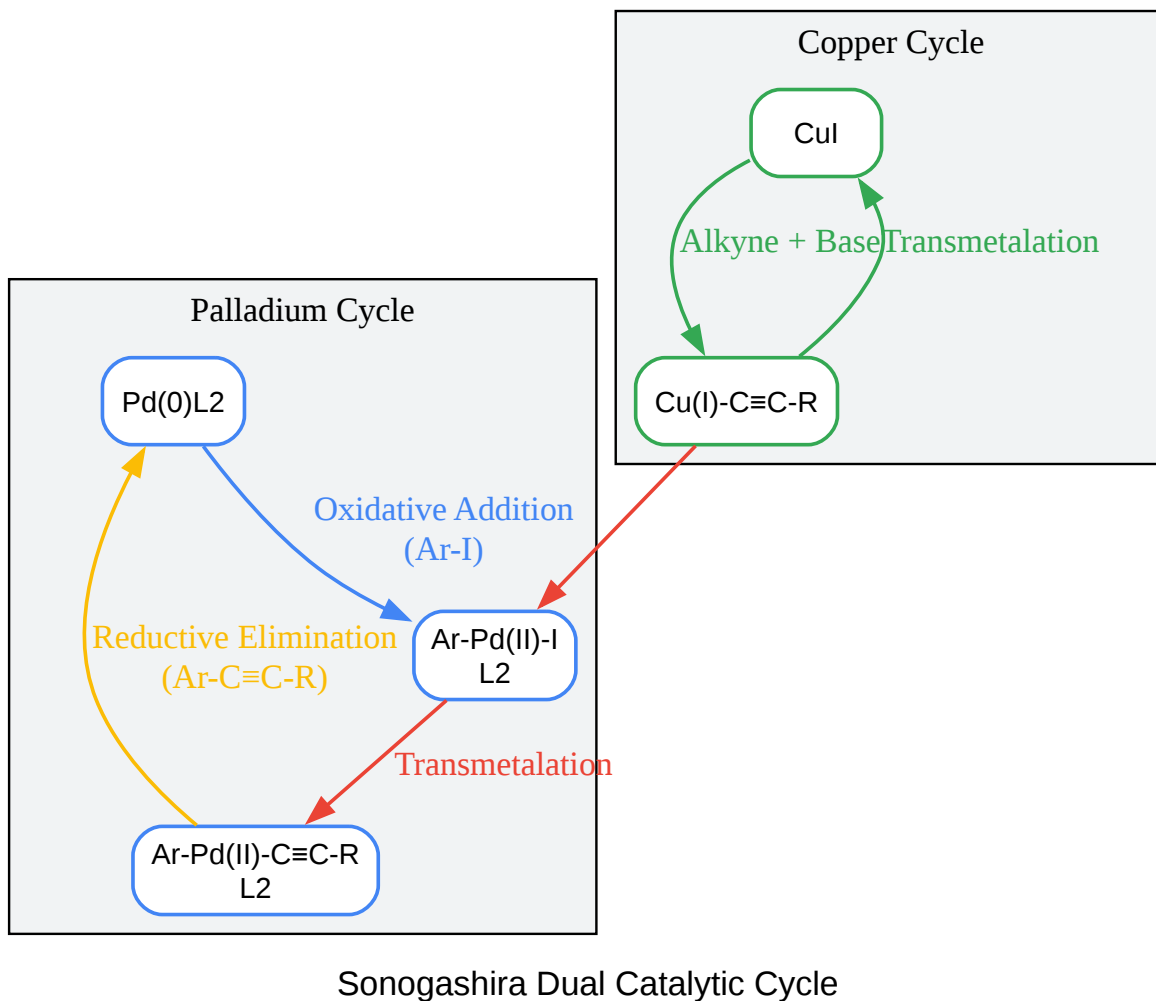 Copper Cycle
CuI
Alkyne + Base
Transmetalation
Cu(I)-C≡C-R
Palladium Cycle
Pd(0)L2
Oxidative Addition
(Ar-I)
Reductive Elimination
(Ar-C≡C-R)
Ar-Pd(II)-I
L2
Transmetalation
Ar-Pd(II)-C≡C-R
L2
Sonogashira Dual Catalytic Cycle